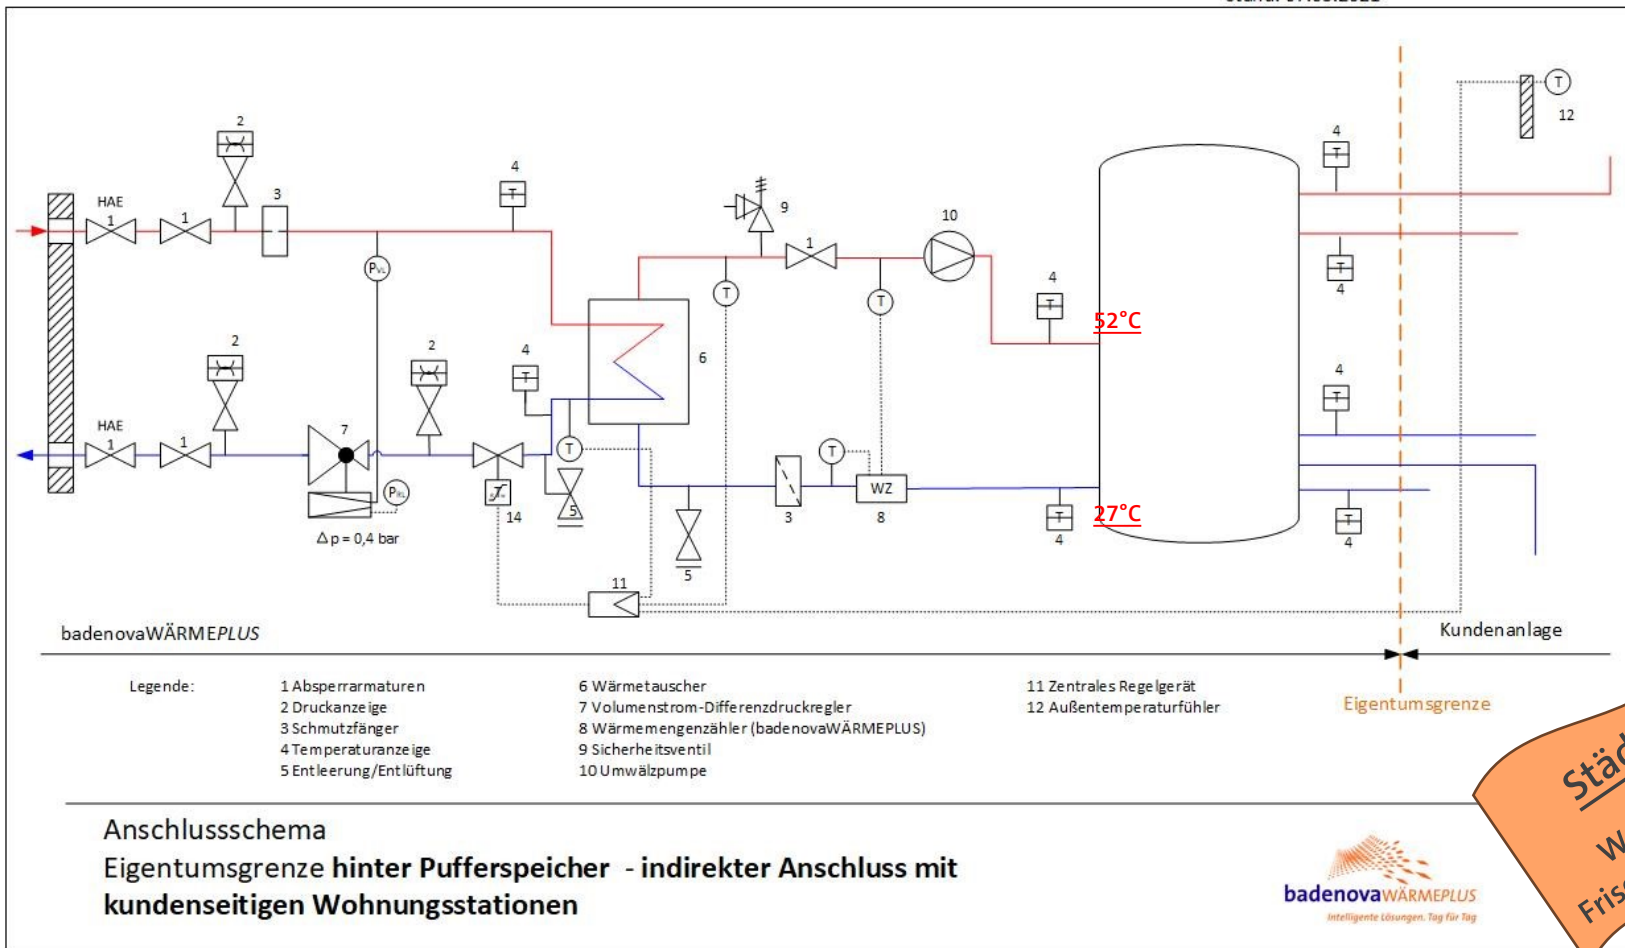 12
4
2
4
3
10
9
HAE
1
1
1
T
T
T
T
P VL
T
T
T
4
4
T
4
52°C
6
2
2
4
4
T
T
HAE
1
1
7
T
T
P RL
WZ
T
T
14
5
3
8
4
27°C
4
Δp = 0,4 bar
5
11
badenovaWÄRMEPLUS
Kundenanlage
Legende:
1 Absperrarmaturen
2 Druckanzeige
3 Schmutzfänger
4 Temperaturanzeige
5 Entleerung/Entlüftung
6 Wärmetauscher
7 Volumenstrom-Differenzdruckregler
8 Wärmemengenzähler (badenovaWÄRMEPLUS)
9 Sicherheitsventil
10 Umwälzpumpe
11 Zentrales Regelgerät
12 Außentemperaturfühler
Eigentumsgrenze
Anschlussschema
Eigentumsgrenze hinter Pufferspeicher - indirekter Anschluss mit
kundenseitigen Wohnungsstationen
badenovaWÄRMEPLUS
Intelligente Lösungen. Tag für Tag